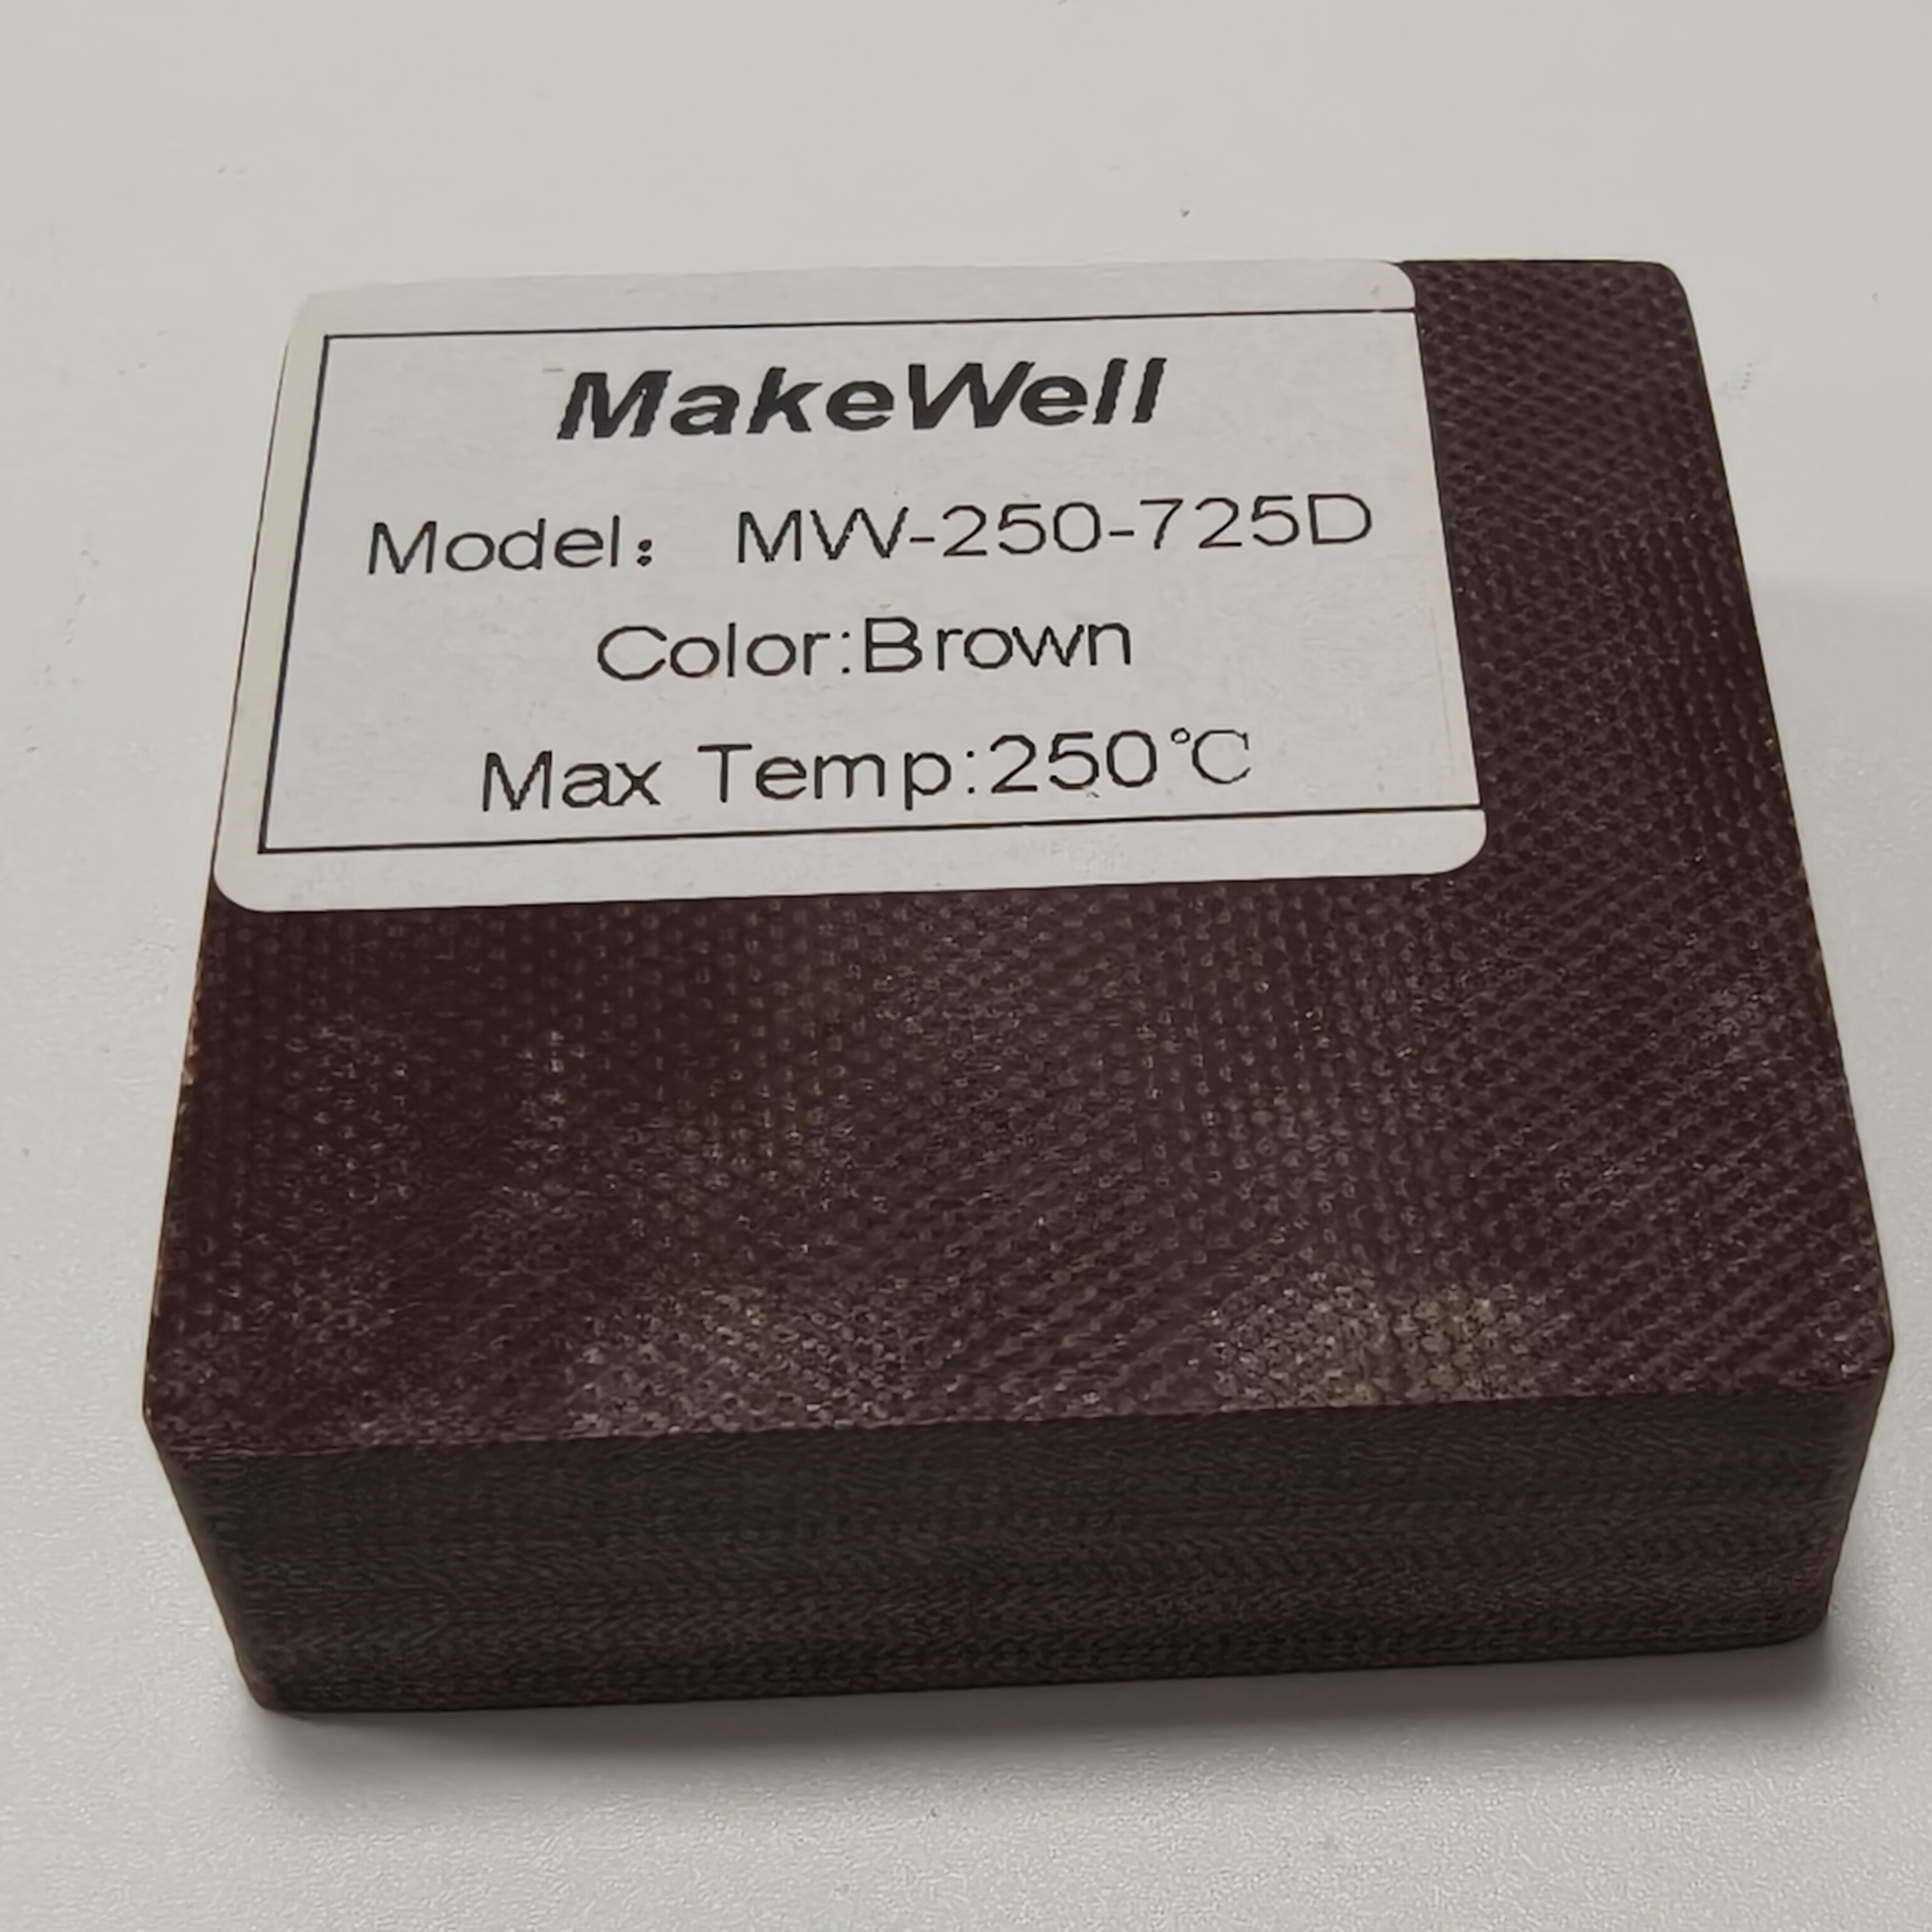 MakeWell
Model： MW-250-725D
Color:Brown
Max Temp:250℃